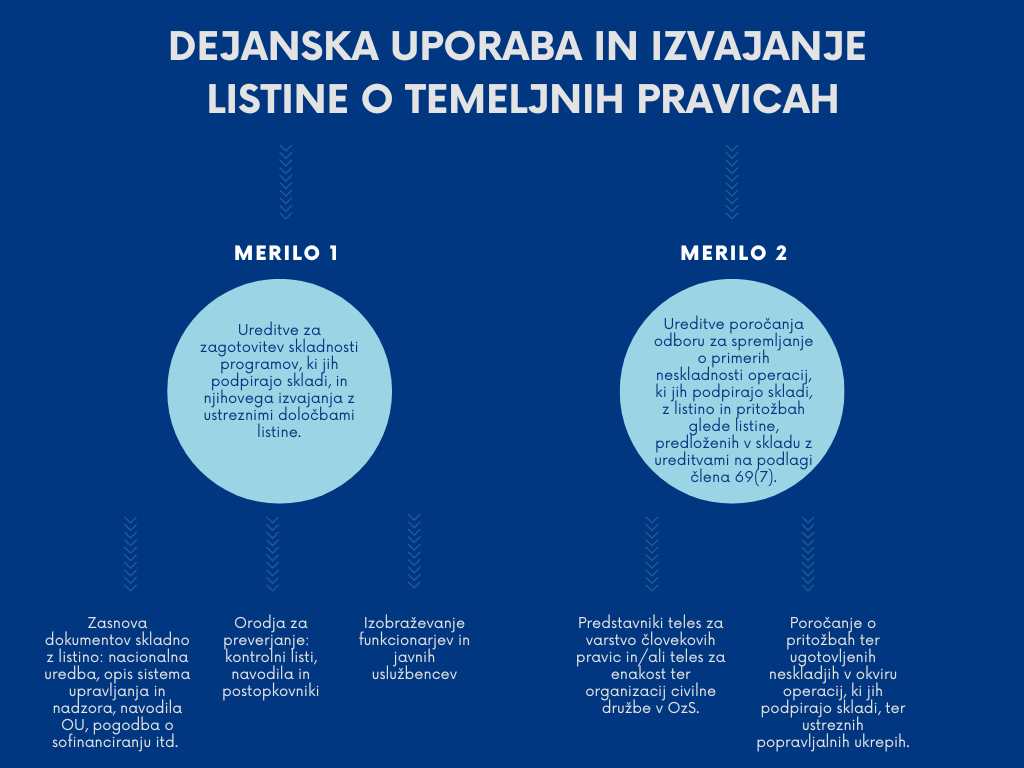 DEJANSKA UPORABA IN IZVAJANJE
LISTINE O TEMELJNIH PRAVICAH
MERILO 1
Ureditve za
zagotovitev skladnosti
programov, ki jih
podpirajo skladi, in
njihovega izvajanja z
ustreznimi določbami
listine.
MERILO 2
Ureditve poročanja
odboru za spremljanje
o primerih
neskladnosti operacij,
ki jih podpirajo skladi,
z listino in pritožbah
glede listine,
predloženih v skladu z
ureditvami na podlagi
člena 69(7).
Zasnova
dokumentov skladno
z listino: nacionalna
uredba, opis sistema
upravljanja in
nadzora, navodila
OU, pogodba o
sofinanciranju itd.
Orodja za
preverjanje:
kontrolni listi,
navodila in
postopkovniki
Izobraževanje
funkcionarjev in
javnih
uslužbencev
Predstavniki teles za
varstvo človekovih
pravic in/ali teles za
enakost ter
organizacij civilne
družbe v OzS.
Poročanje o
pritožbah ter
ugotovljenih
neskladjih v okviru
operacij, ki jih
podpirajo skladi, ter
ustreznih
popravljalnih ukrepih.